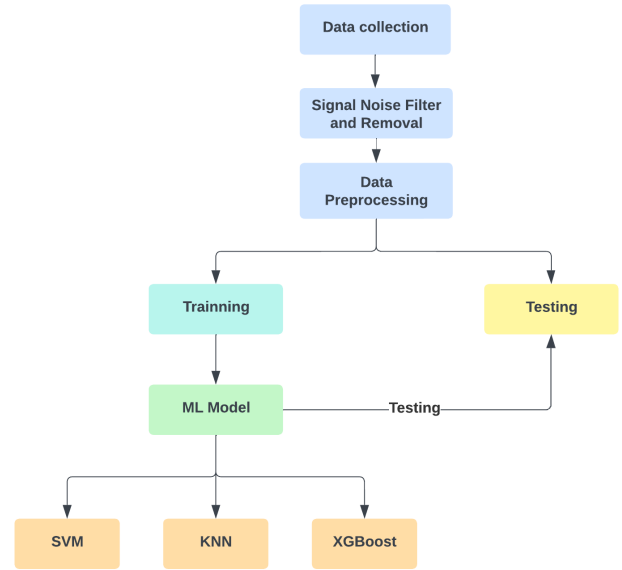 Data collection
Signal Noise Filter
and Removal
Data
Preprocessing
Trainning
Testing
ML Model
Testing
SVM
KNN
XGBoost